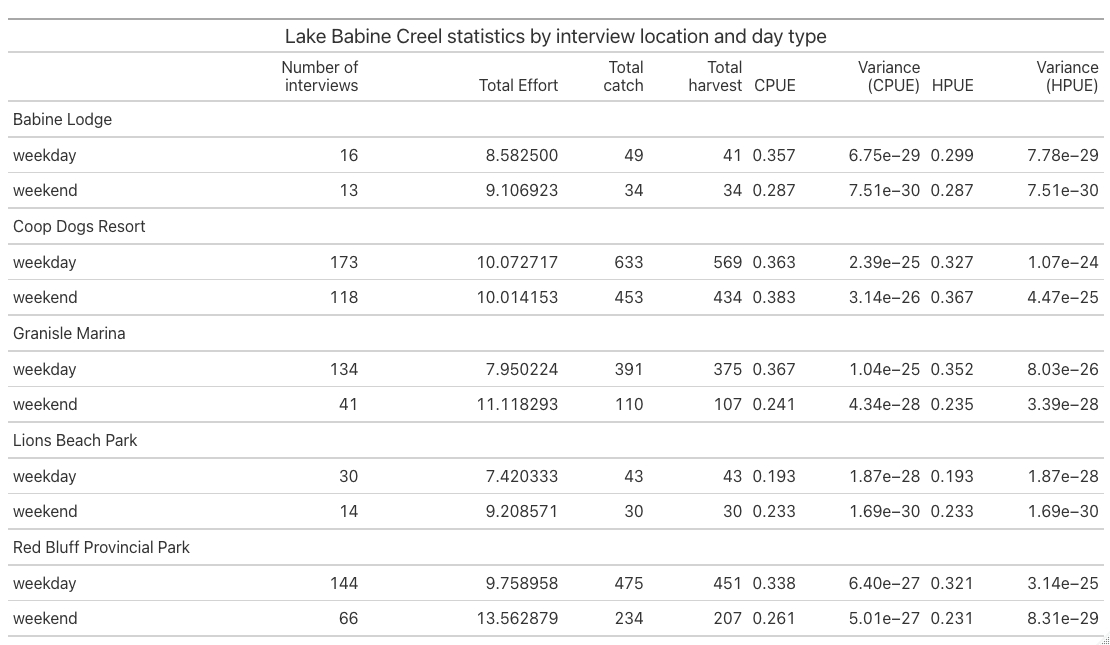 Lake Babine Creel statistics by interview location and day type
Number of interviews Total Effort Total catch Total harvest CPUE Variance (CPUE) HPUE Variance (HPUE)
Babine Lodge
weekday 16 8.582500 49 41 0.357 6.75e−29 0.299 7.78e−29
weekend 13 9.106923 34 34 0.287 7.51e−30 0.287 7.51e−30
Coop Dogs Resort
weekday 173 10.072717 633 569 0.363 2.39e−25 0.327 1.07e−24
weekend 118 10.014153 453 434 0.383 3.14e−26 0.367 4.47e−25
Granisle Marina
weekday 134 7.950224 391 375 0.367 1.04e−25 0.352 8.03e−26
weekend 41 11.118293 110 107 0.241 4.34e−28 0.235 3.39e−28
Lions Beach Park
weekday 30 7.420333 43 43 0.193 1.87e−28 0.193 1.87e−28
weekend 14 9.208571 30 30 0.233 1.69e−30 0.233 1.69e−30
Red Bluff Provincial Park
weekday 144 9.758958 475 451 0.338 6.40e−27 0.321 3.14e−25
weekend 66 13.562879 234 207 0.261 5.01e−27 0.231 8.31e−29